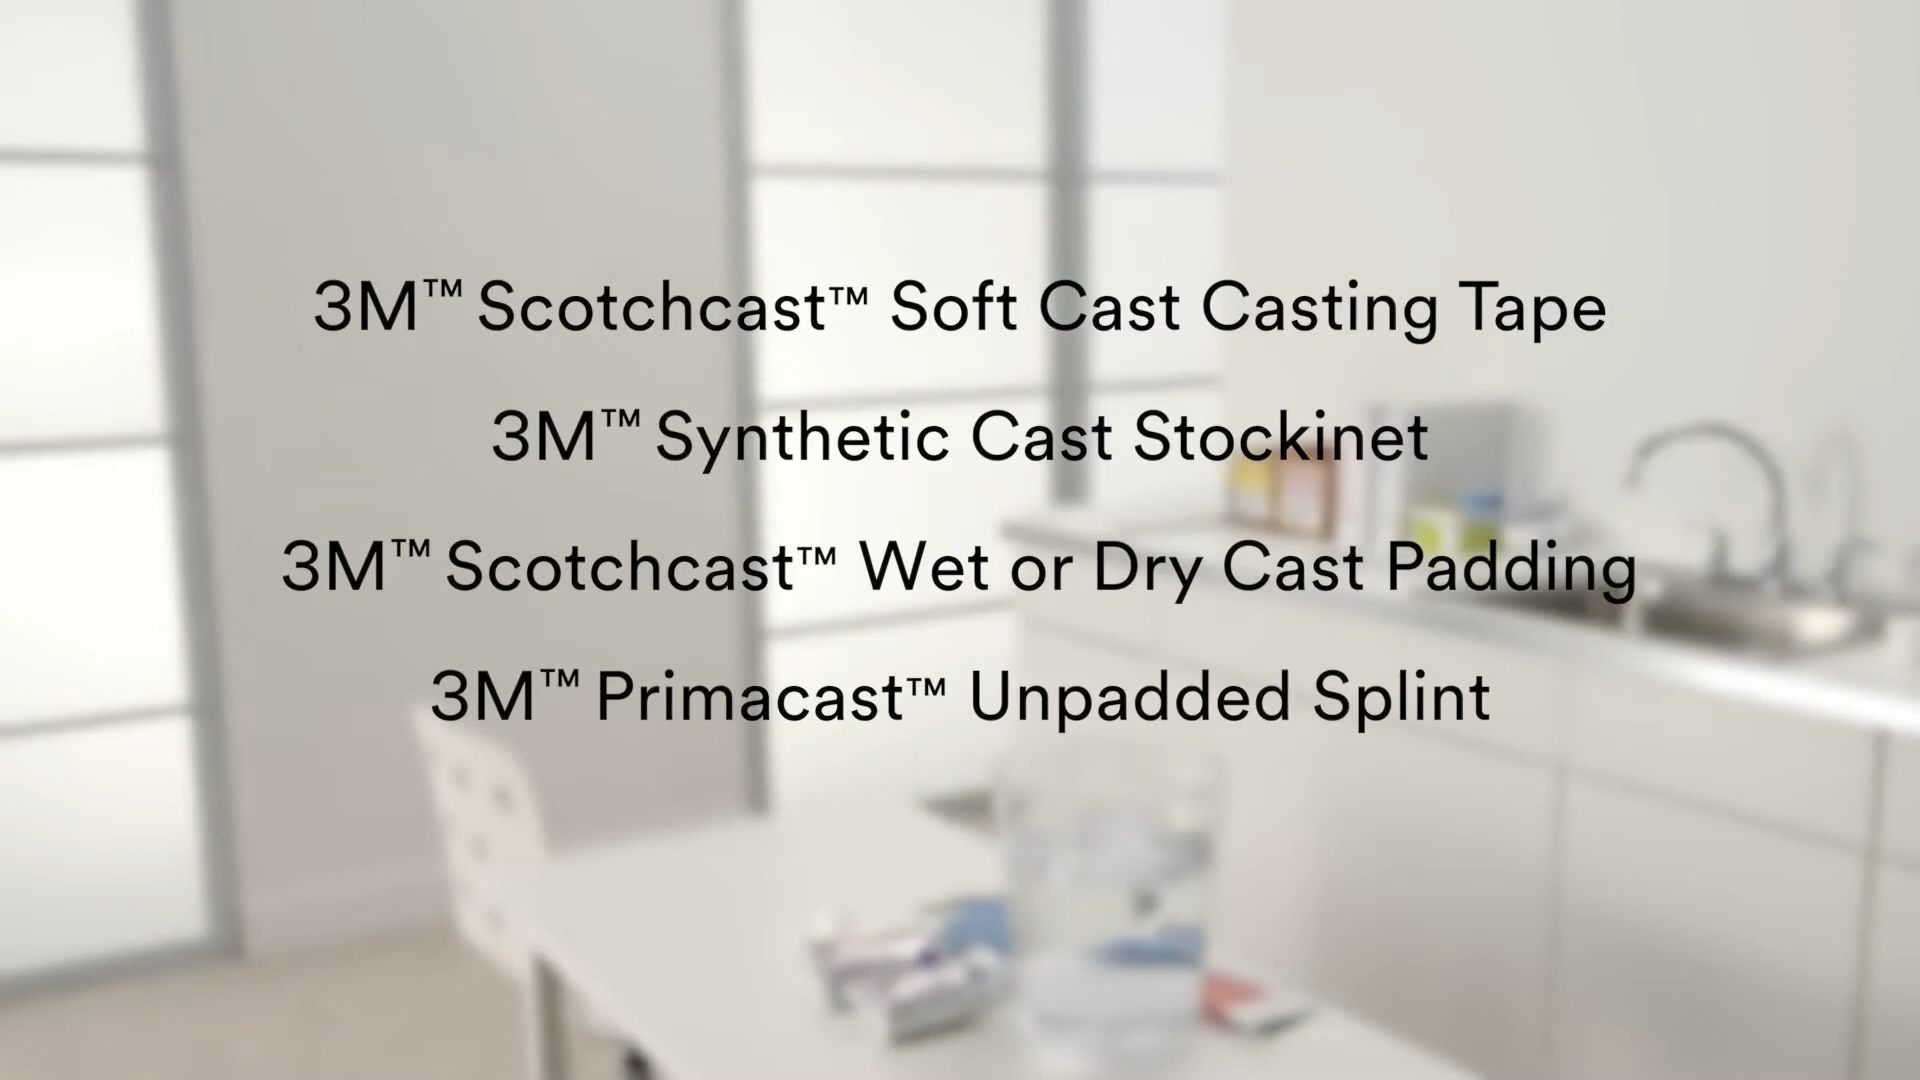 3M™ Scotchcast™ Soft Cast Casting Tape
3M™ Synthetic Cast Stockinet
3M™ Scotchcast™ Wet or Dry Cast Padding
3M™ Primacast™ Unpadded Splint